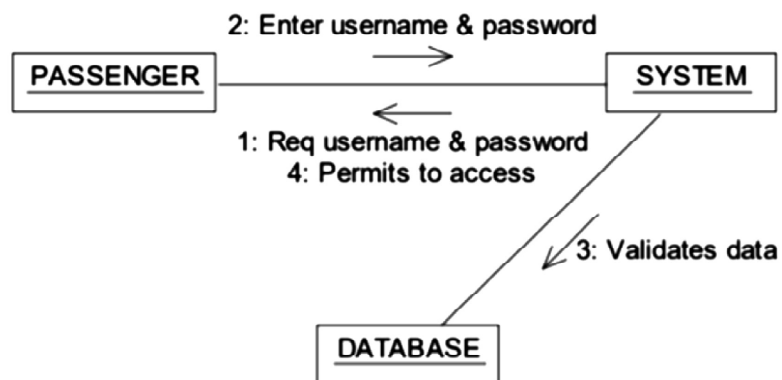 2: Enter username & password
PASSENGER
SYSTEM
1: Req username & password
4: Permits to access
3: Validates data
DATABASE